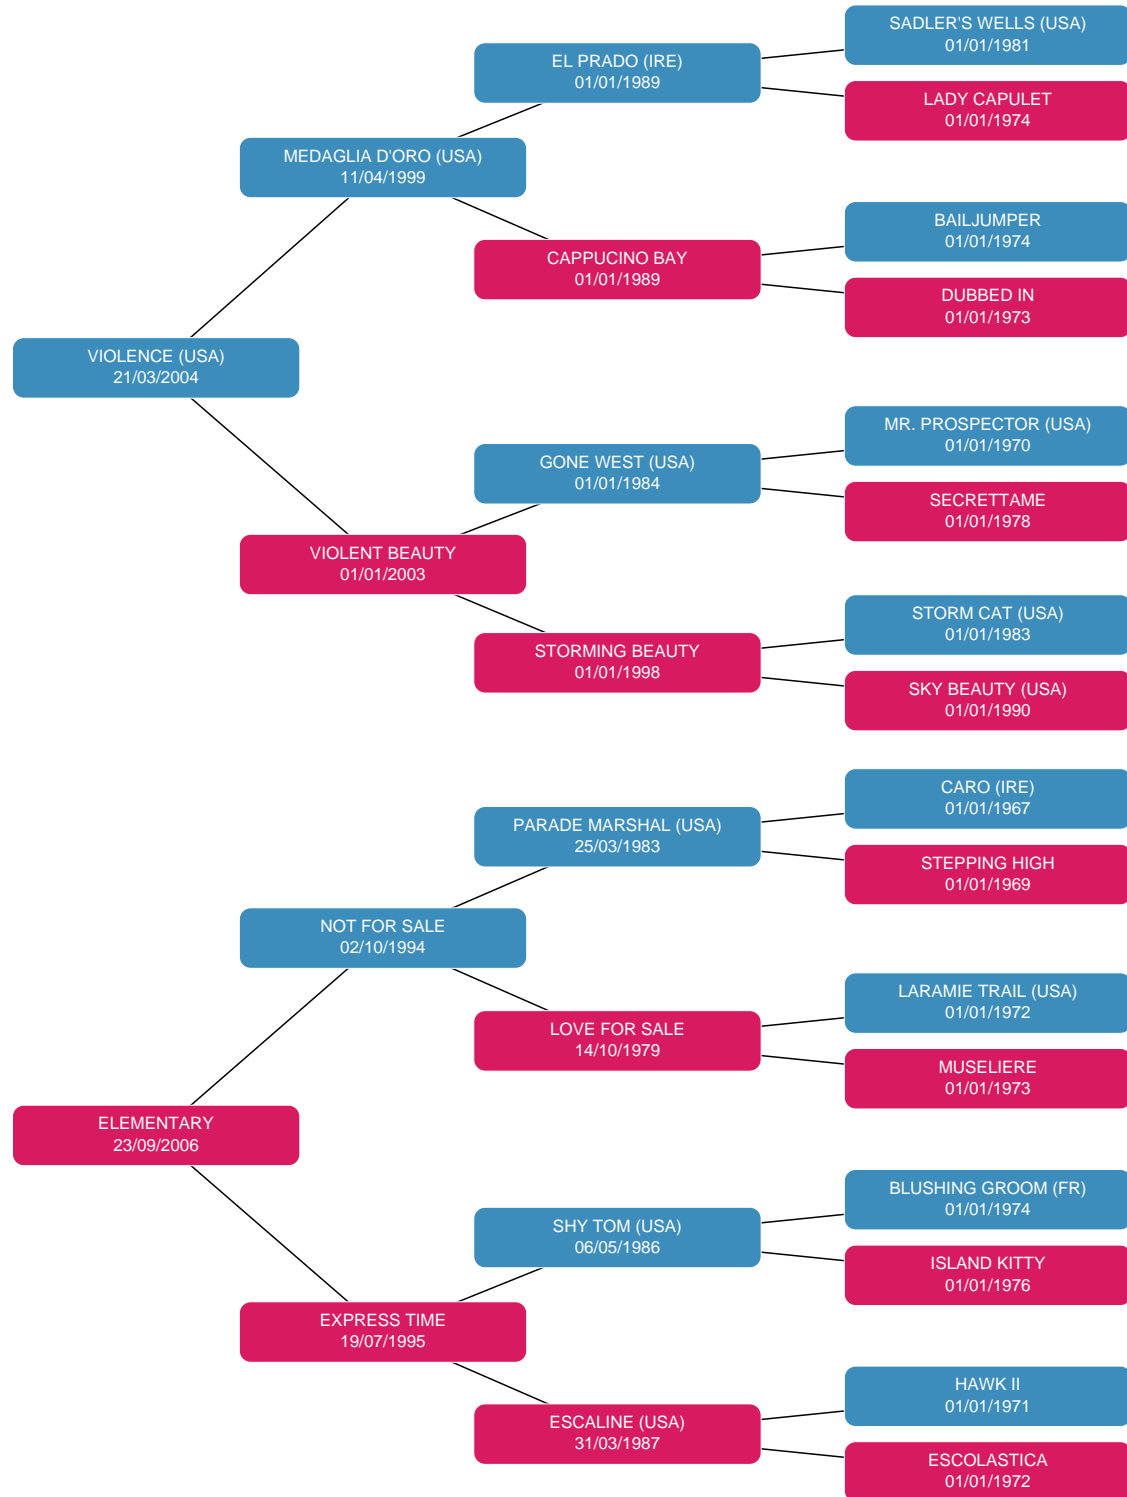 SADLER'S WELLS (USA)
01/01/1981
EL PRADO (IRE)
01/01/1989
LADY CAPULET
01/01/1974
MEDAGLIA D'ORO (USA)
11/04/1999
BAILJUMPER
01/01/1974
CAPPUCINO BAY
01/01/1989
DUBBED IN
01/01/1973
VIOLENCE (USA)
21/03/2004
MR. PROSPECTOR (USA)
01/01/1970
GONE WEST (USA)
01/01/1984
SECRETTAME
01/01/1978
VIOLENT BEAUTY
01/01/2003
STORM CAT (USA)
01/01/1983
STORMING BEAUTY
01/01/1998
SKY BEAUTY (USA)
01/01/1990
CARO (IRE)
01/01/1967
PARADE MARSHAL (USA)
25/03/1983
STEPPING HIGH
01/01/1969
NOT FOR SALE
02/10/1994
LARAMIE TRAIL (USA)
01/01/1972
LOVE FOR SALE
14/10/1979
MUSELIERE
01/01/1973
ELEMENTARY
23/09/2006
BLUSHING GROOM (FR)
01/01/1974
SHY TOM (USA)
06/05/1986
ISLAND KITTY
01/01/1976
EXPRESS TIME
19/07/1995
HAWK II
01/01/1971
ESCALINE (USA)
31/03/1987
ESCOLASTICA
01/01/1972